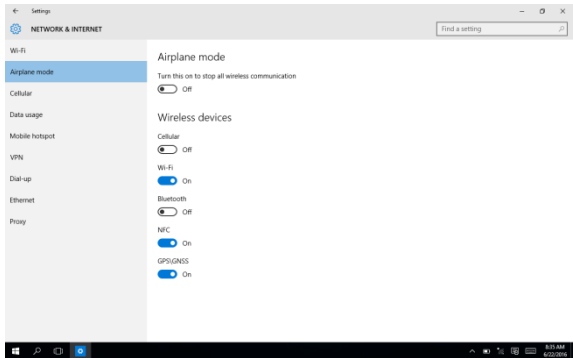 Settings
NETWORK & INTERNET
Find a setting
Wi-Fi
Airplane mode
Cellular
Data usage
Mobile hotspot
VPN
Dial-up
Ethernet
Proxy
Airplane mode
Turn this on to stop all wireless communication
Off
Wireless devices
Cellular
Off
Wi-Fi
On
Bluetooth
Off
NFC
On
GPS\GNSS
On
8:35 AM
6/22/2016